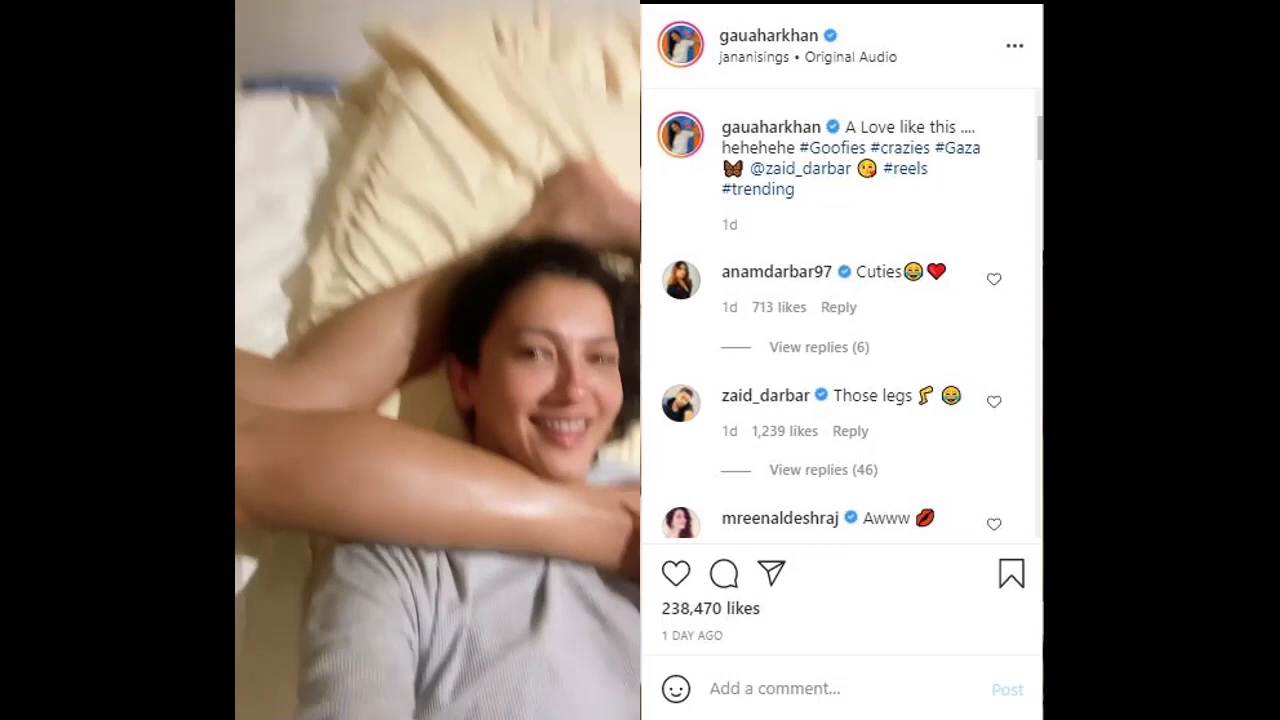 gauaharkhan
jananisings • Original Audio
gauaharkhan A Love like this ....
hehehehe #Goofies #crazies #Gaza
🦋 @zaid_darbar 😘 #reels
#trending
1d
anamdarbar97 Cuties😂❤️
1d 713 likes Reply
View replies (6)
zaid_darbar Those legs 🦵 😂
1d 1,239 likes Reply
View replies (46)
mreenaldeshraj Awww 💋
238,470 likes
1 DAY AGO
Add a comment... Post